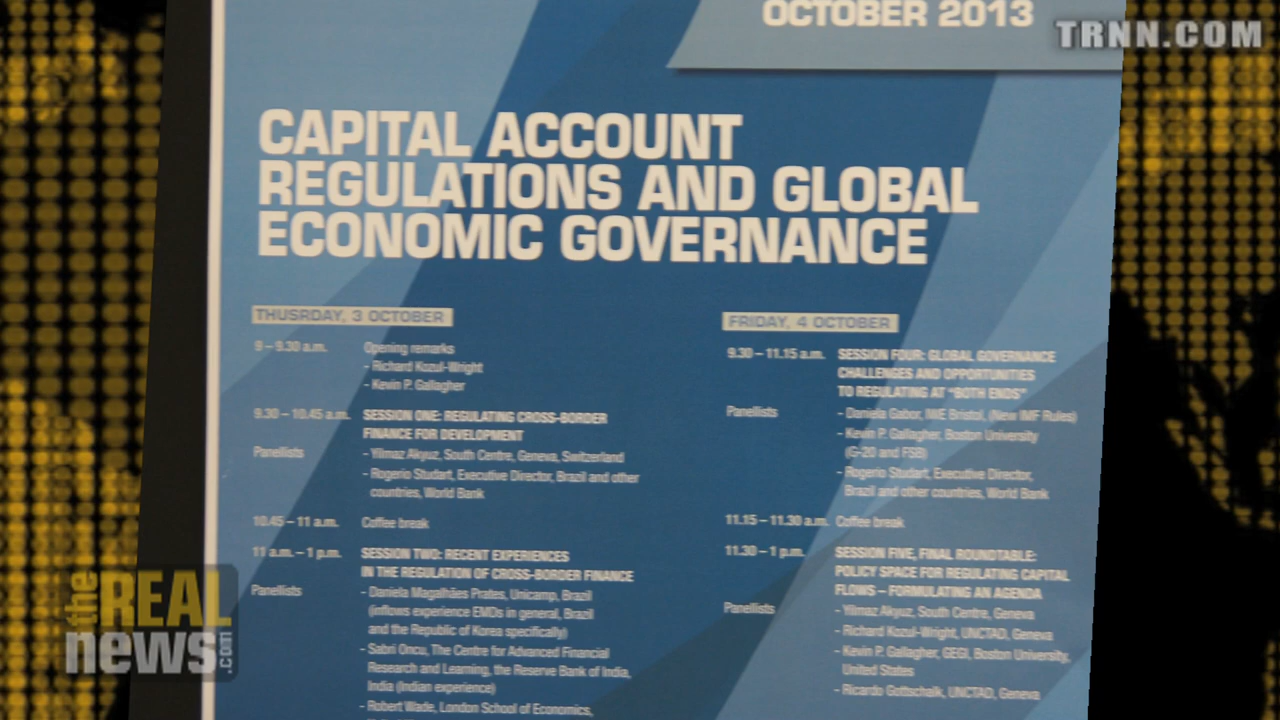 OCTOBER 2013
TRNN.COM
CAPITAL ACCOUNT
REGULATIONS AND GLOBAL
ECONOMIC GOVERNANCE
THUSRDAY, 3 OCTOBER
9 – 9.30 a.m. Opening remarks
- Richard Kozul-Wright
- Kevin P. Gallagher
9.30 – 10.45 a.m. SESSION ONE: REGULATING CROSS-BORDER
FINANCE FOR DEVELOPMENT
Panellists - Yilmaz Akyuz, South Centre, Geneva, Switzerland
- Rogerio Studart, Executive Director, Brazil and other
countries, World Bank
10.45 – 11 a.m. Coffee break
11 a.m. – 1 p.m. SESSION TWO: RECENT EXPERIENCES
IN THE REGULATION OF CROSS-BORDER FINANCE
Panellists - Daniela Magalhães Prates, Unicamp, Brazil
(inflows experience EMDs in general, Brazil
and the Republic of Korea specifically)
- Sabri Oncu, The Centre for Advanced Financial
Research and Learning, the Reserve Bank of India,
India (Indian experience)
- Robert Wade, London School of Economics,
FRIDAY, 4 OCTOBER
9.30 – 11.15 a.m. SESSION FOUR: GLOBAL GOVERNANCE
CHALLENGES AND OPPORTUNITIES
TO REGULATING AT "BOTH ENDS"
Panellists - Daniela Gabor, IWE Bristol, (New IMF Rules)
- Kevin P. Gallagher, Boston University
(G-20 and FSB)
- Rogerio Studart, Executive Director,
Brazil and other countries, World Bank
11.15 – 11.30 a.m. Coffee break
11.30 – 1 p.m. SESSION FIVE, FINAL ROUNDTABLE:
POLICY SPACE FOR REGULATING CAPITAL
FLOWS – FORMULATING AN AGENDA
Panellists - Yilmaz Akyuz, South Centre, Geneva
- Richard Kozul-Wright, UNCTAD, Geneva
- Kevin P. Gallagher, GEGI, Boston University,
United States
- Ricardo Gottschalk, UNCTAD, Geneva
the REAL
news.com